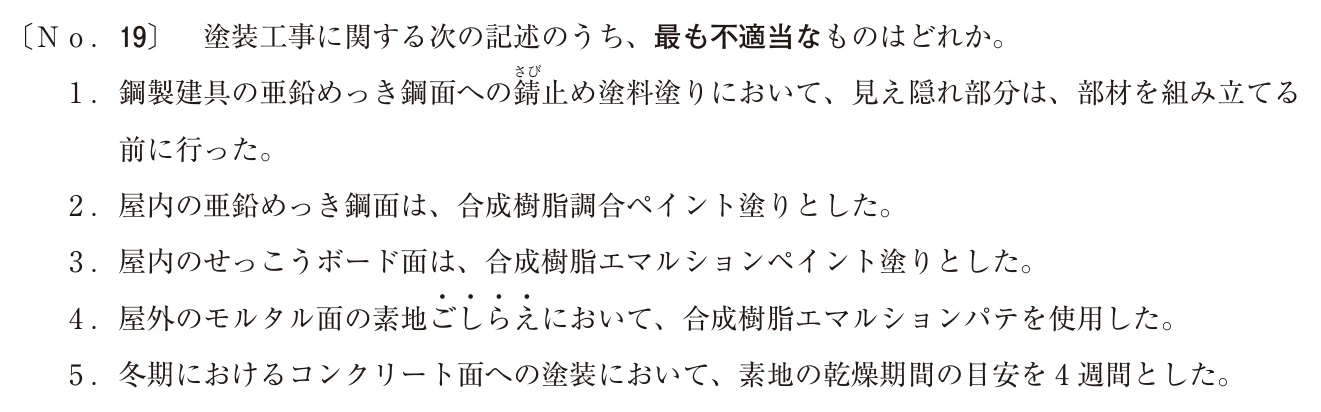 〔Ｎｏ．19〕　塗装工事に関する次の記述のうち、最も不適当なものはどれか。
１．鋼製建具の亜鉛めっき鋼面への錆止め塗料塗りにおいて、見え隠れ部分は、部材を組み立てる
前に行った。
２．屋内の亜鉛めっき鋼面は、合成樹脂調合ペイント塗りとした。
３．屋内のせっこうボード面は、合成樹脂エマルションペイント塗りとした。
４．屋外のモルタル面の素地ごしらえにおいて、合成樹脂エマルションパテを使用した。
５．冬期におけるコンクリート面への塗装において、素地の乾燥期間の目安を４週間とした。